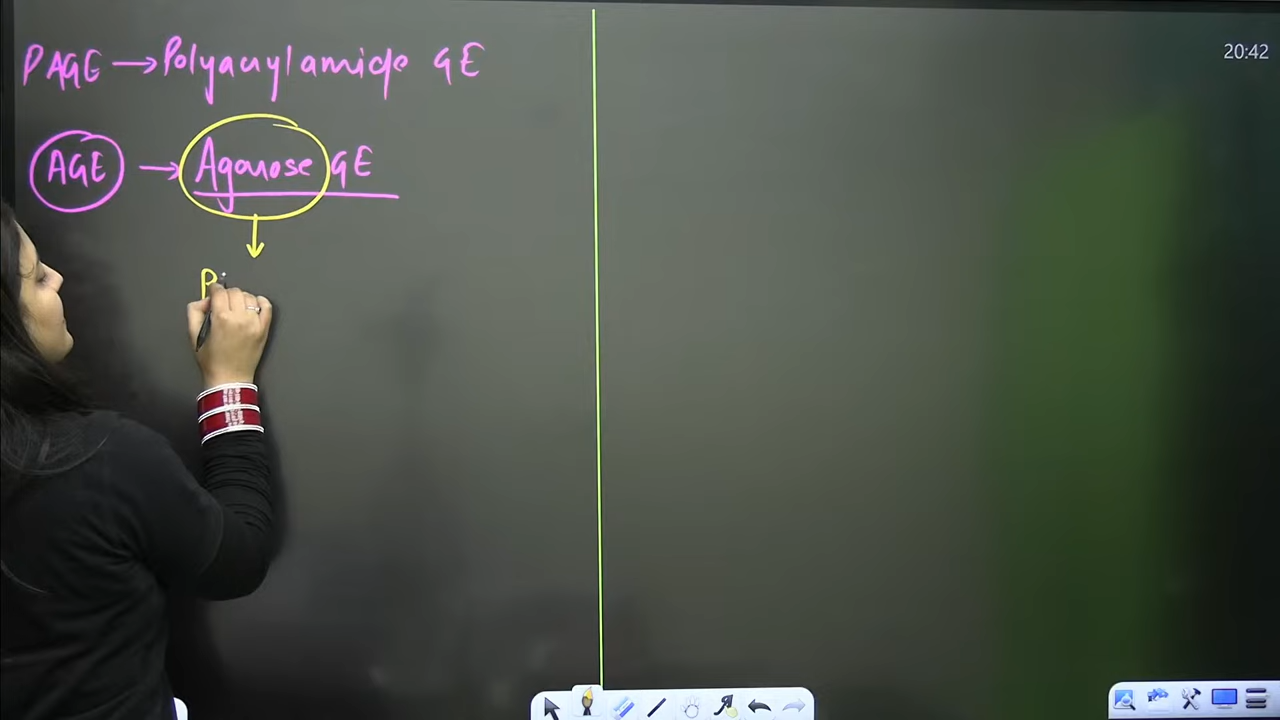 PAGE → Polyacrylamide GE
AGE → Agarose GE
P
20:42